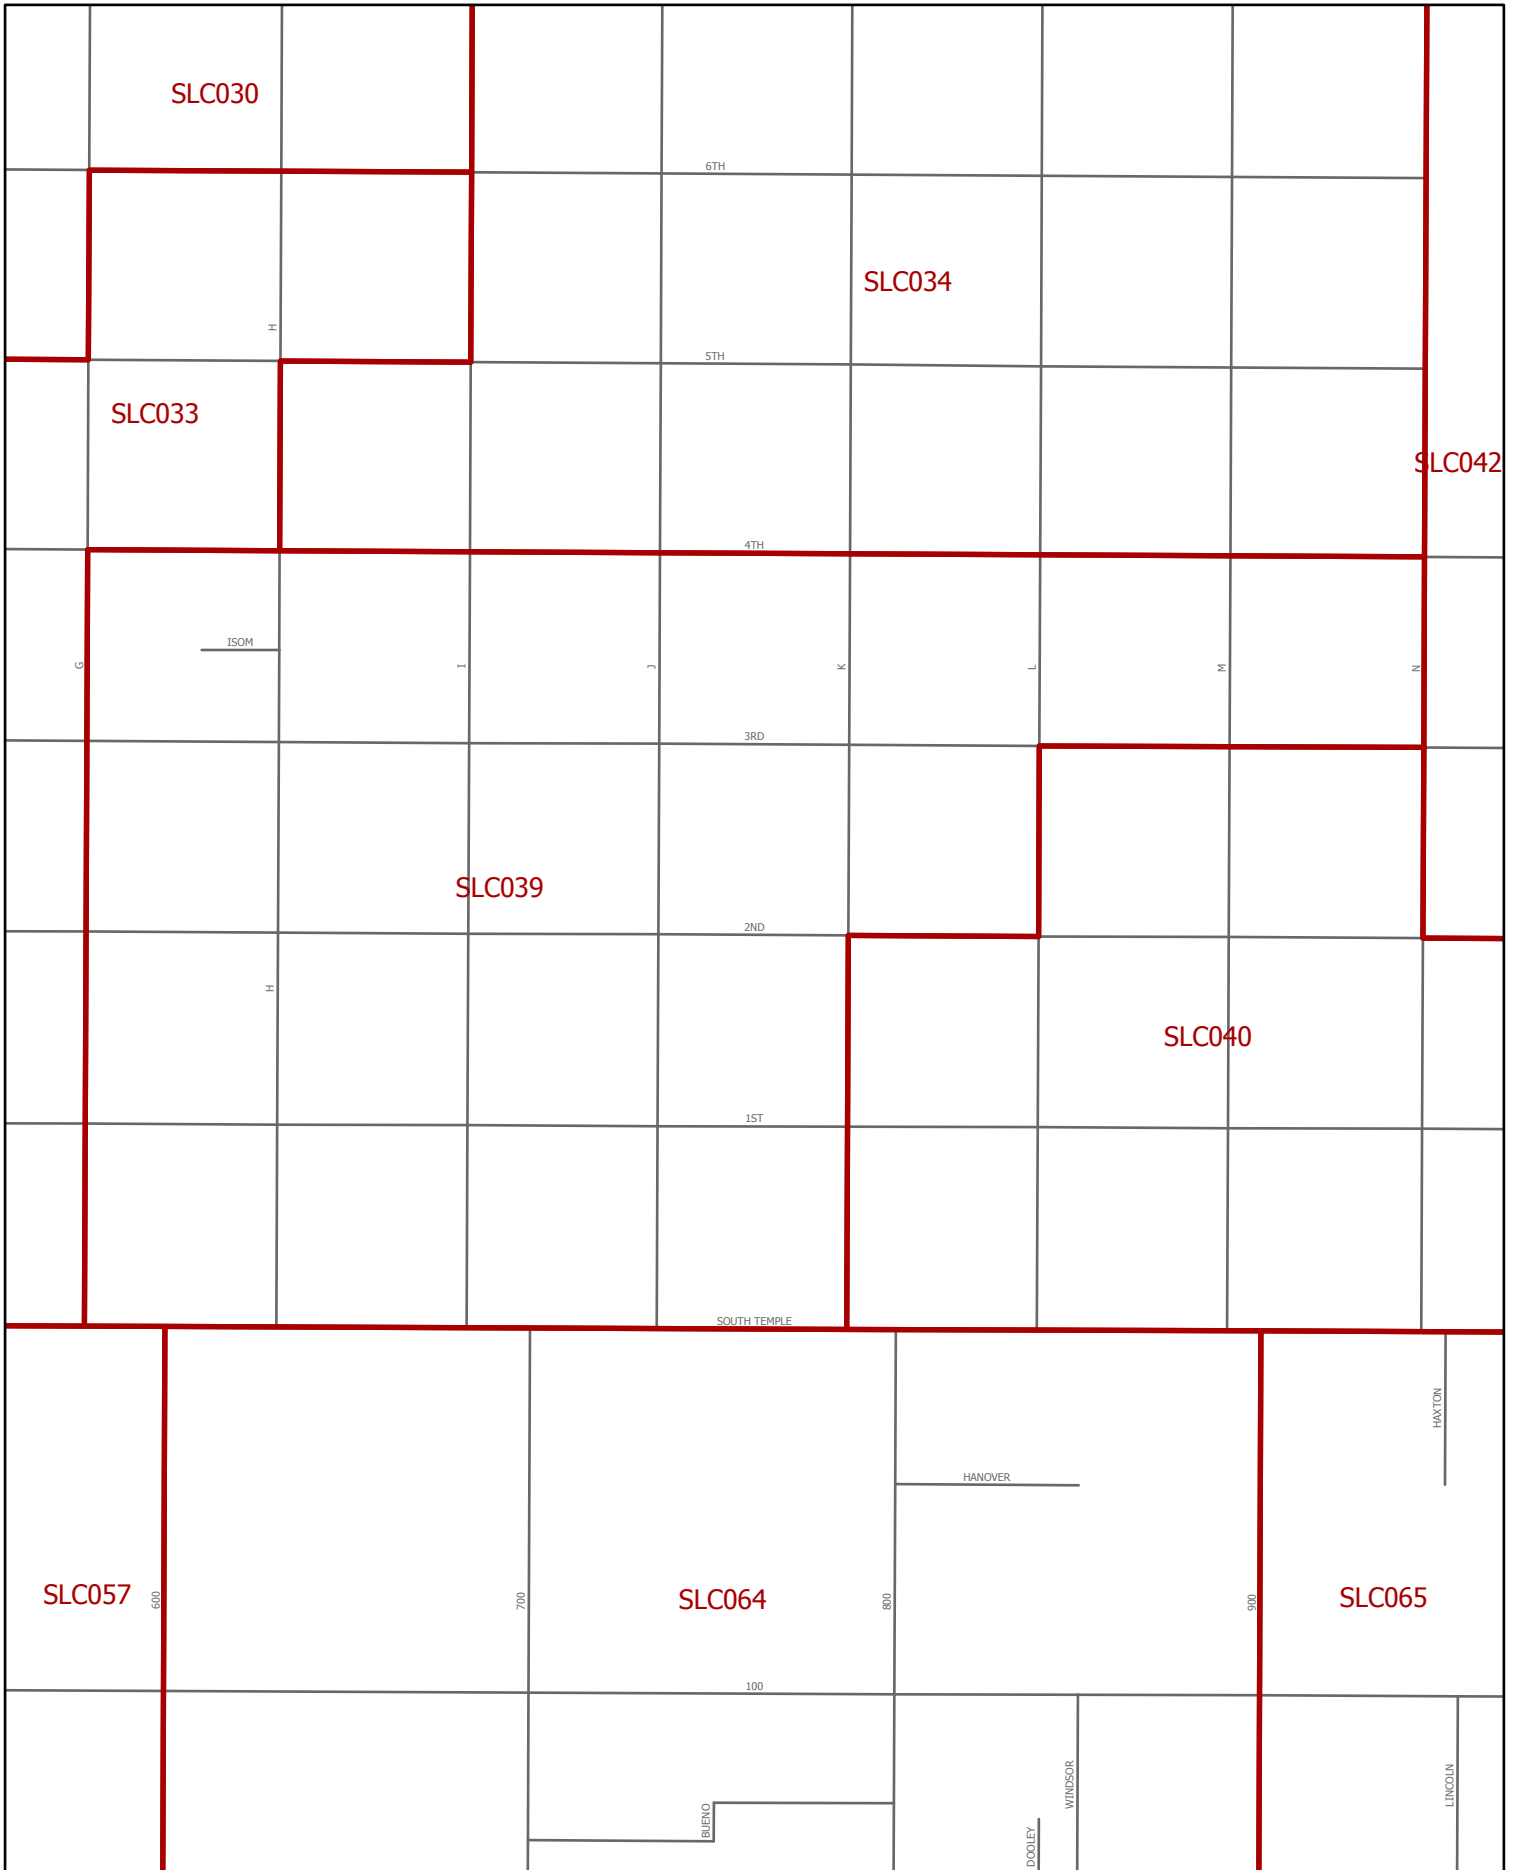 SLC030
6TH
SLC034
H
5TH
SLC033
SLC042
4TH
ISOM
G
I
J
K
L
M
N
3RD
SLC039
2ND
H
SLC040
1ST
SOUTH TEMPLE
HAXTON
HANOVER
SLC057
600
700
SLC064
800
900
SLC065
100
WINDSOR
LINCOLN
BUENO
DOOLEY